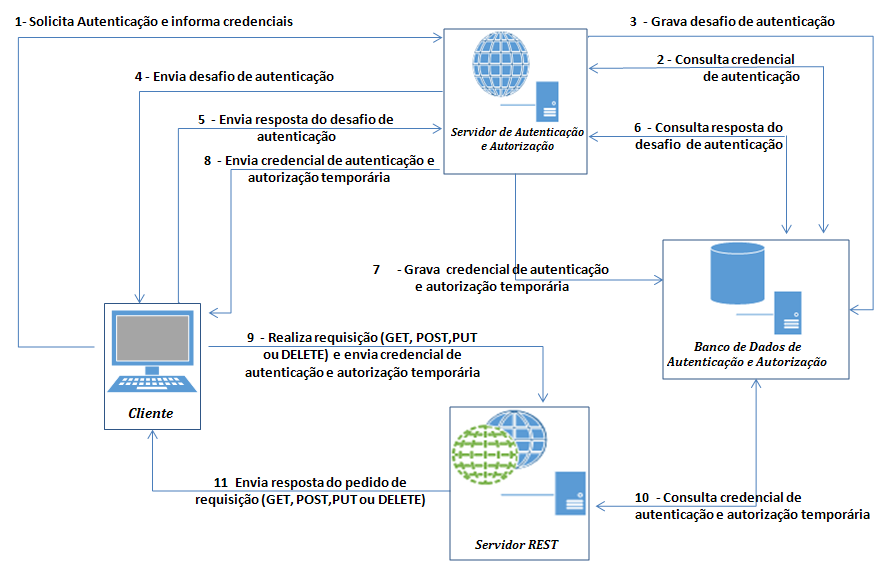 1- Solicita Autenticação e informa credenciais
3 - Grava desafio de autenticação
2 - Consulta credencial
de autenticação
4 - Envia desafio de autenticação
5 - Envia resposta do desafio de
autenticação
Servidor de Autenticação
e Autorização
6 - Consulta resposta do
desafio de autenticação
8 - Envia credencial de autenticação e
autorização temporária
7 - Grava credencial de autenticação
e autorização temporária
9 - Realiza requisição (GET, POST,PUT
ou DELETE) e envia credencial de
autenticação e autorização temporária
Banco de Dados de
Autenticação e Autorização
Cliente
11 Envia resposta do pedido de
requisição (GET, POST,PUT ou DELETE)
10 - Consulta credencial de
autenticação e autorização temporária
Servidor REST